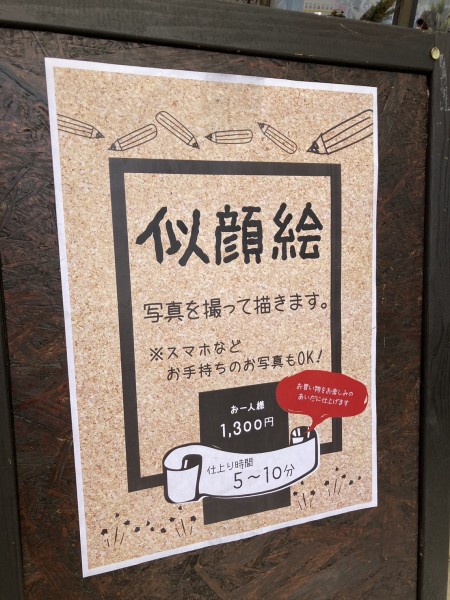 似顔絵
写真を撮って描きます。
※スマホなど
お手持ちのお写真もOK!
お買い物をお楽しみの
あいだに仕上げます
お一人様
1,300円
仕上り時間
5〜10分